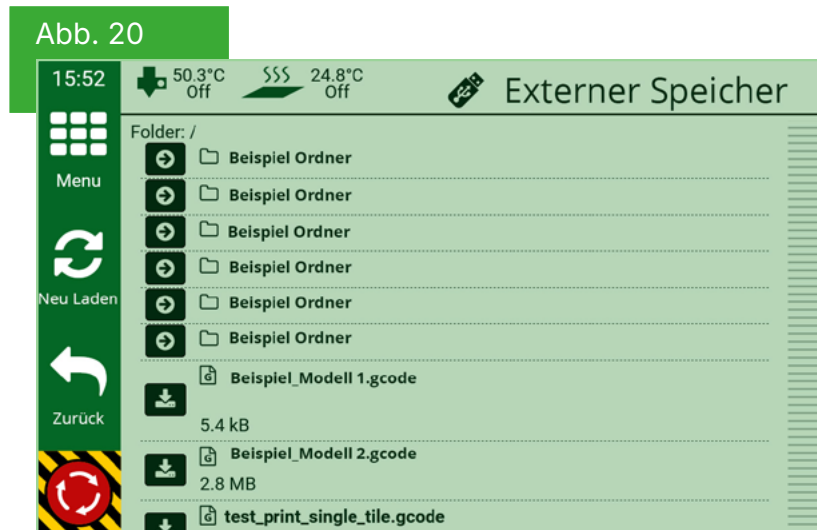 Abb. 20
15:52
50.3°C
Off
24.8°C
Off
Externer Speicher
Menu
Neu Laden
Zurück
Folder: /
Beispiel Ordner
Beispiel Ordner
Beispiel Ordner
Beispiel Ordner
Beispiel Ordner
Beispiel Ordner
Beispiel_Modell 1.gcode
5.4 kB
Beispiel_Modell 2.gcode
2.8 MB
test_print_single_tile.gcode